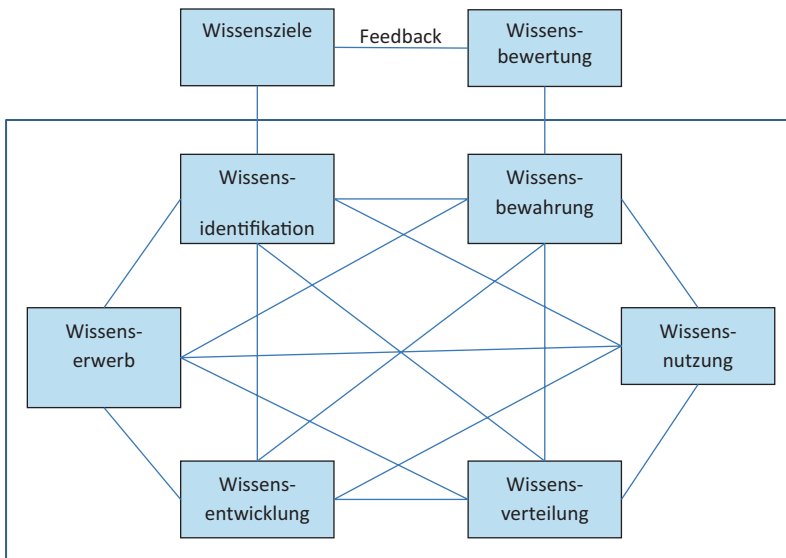 Wissensziele
Feedback
Wissens-
bewertung
Wissens-
identifikation
Wissens-
bewahrung
Wissens-
erwerb
Wissens-
nutzung
Wissens-
entwicklung
Wissens-
verteilung